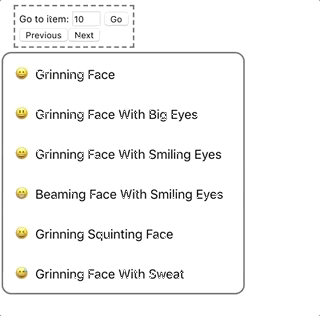 Go to item: 10 Go
Previous Next
Grinning Face
Grinning Face With Big Eyes
Grinning Face With Smiling Eyes
Beaming Face With Smiling Eyes
Grinning Squinting Face
Grinning Face With Sweat